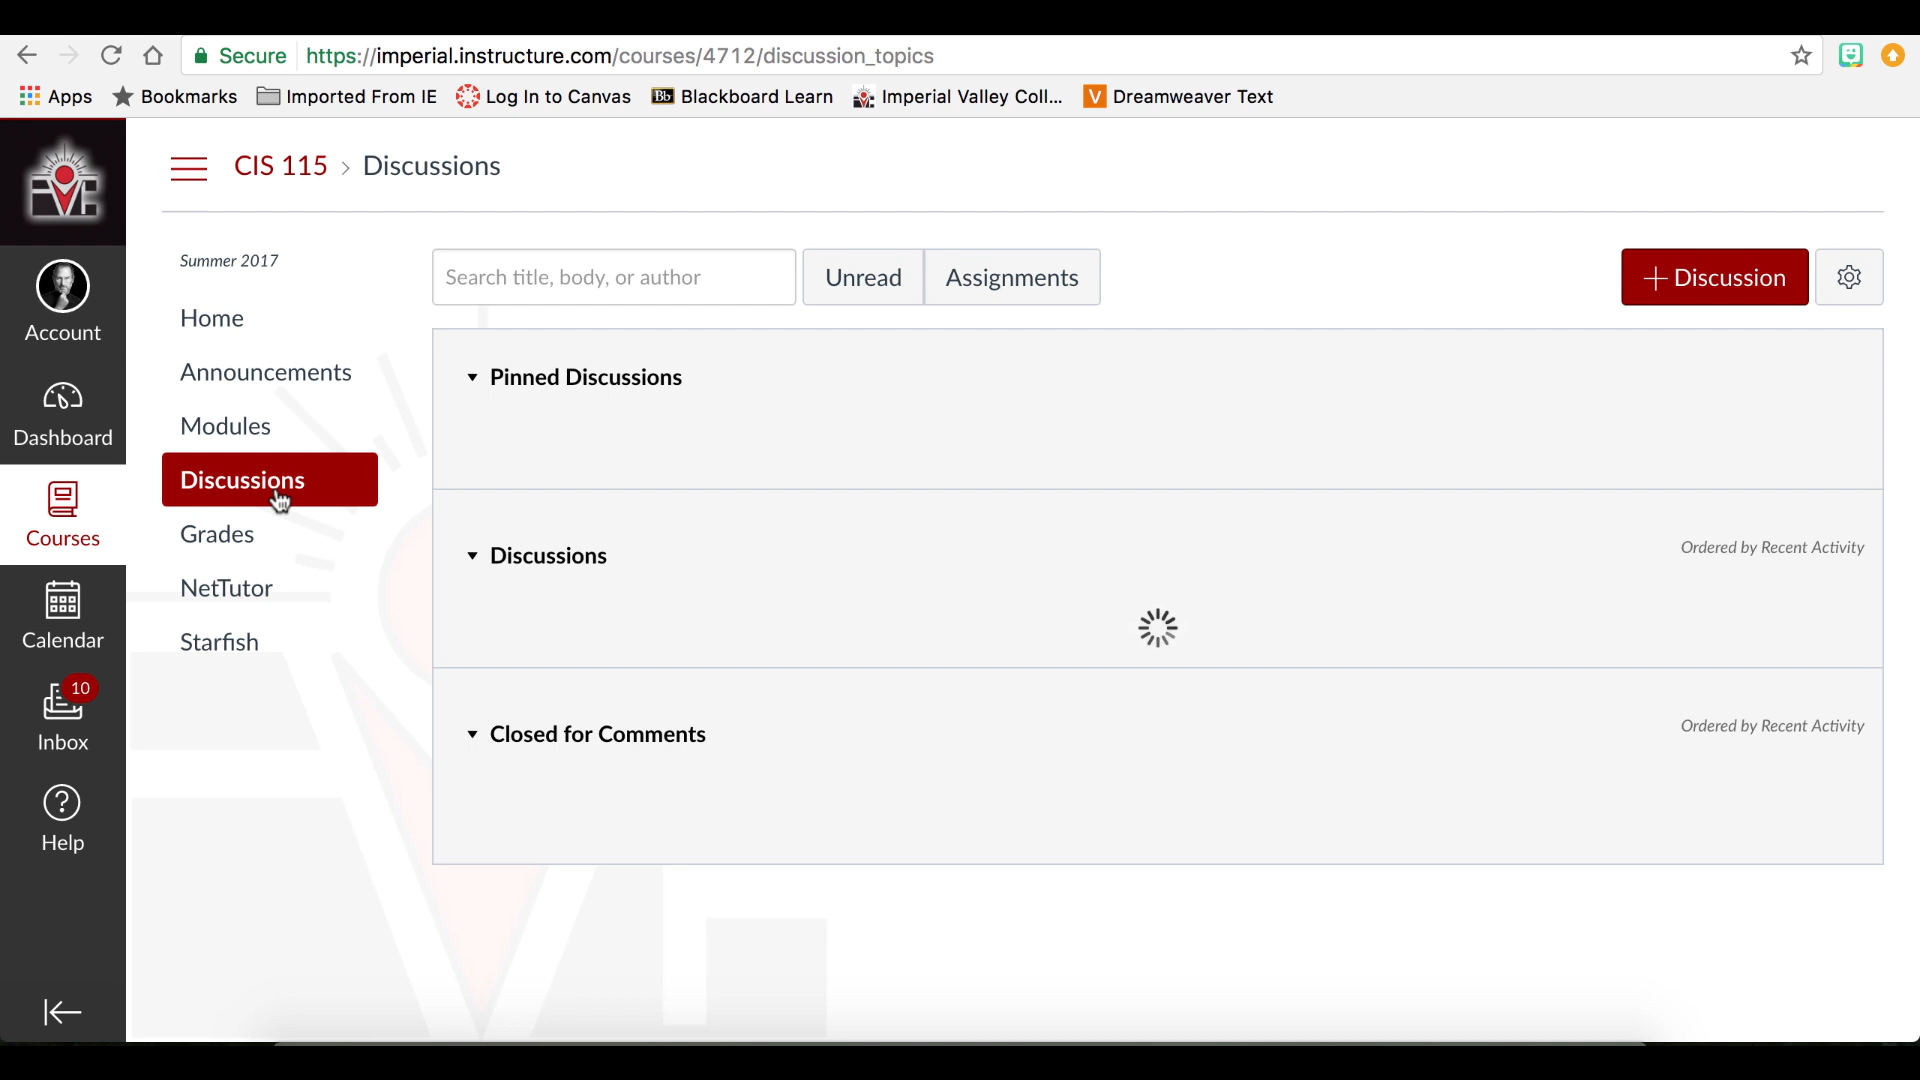 Secure https://imperial.instructure.com/courses/4712/discussion_topics
Apps Bookmarks Imported From IE Log In to Canvas Bb Blackboard Learn Imperial Valley Coll... V Dreamweaver Text
CIS 115 > Discussions
Summer 2017
Search title, body, or author
Unread
Assignments
+ Discussion
Account
Dashboard
Courses
Calendar
10
Inbox
Help
Home
Announcements
Modules
Discussions
Grades
NetTutor
Starfish
Pinned Discussions
Discussions
Ordered by Recent Activity
Closed for Comments
Ordered by Recent Activity